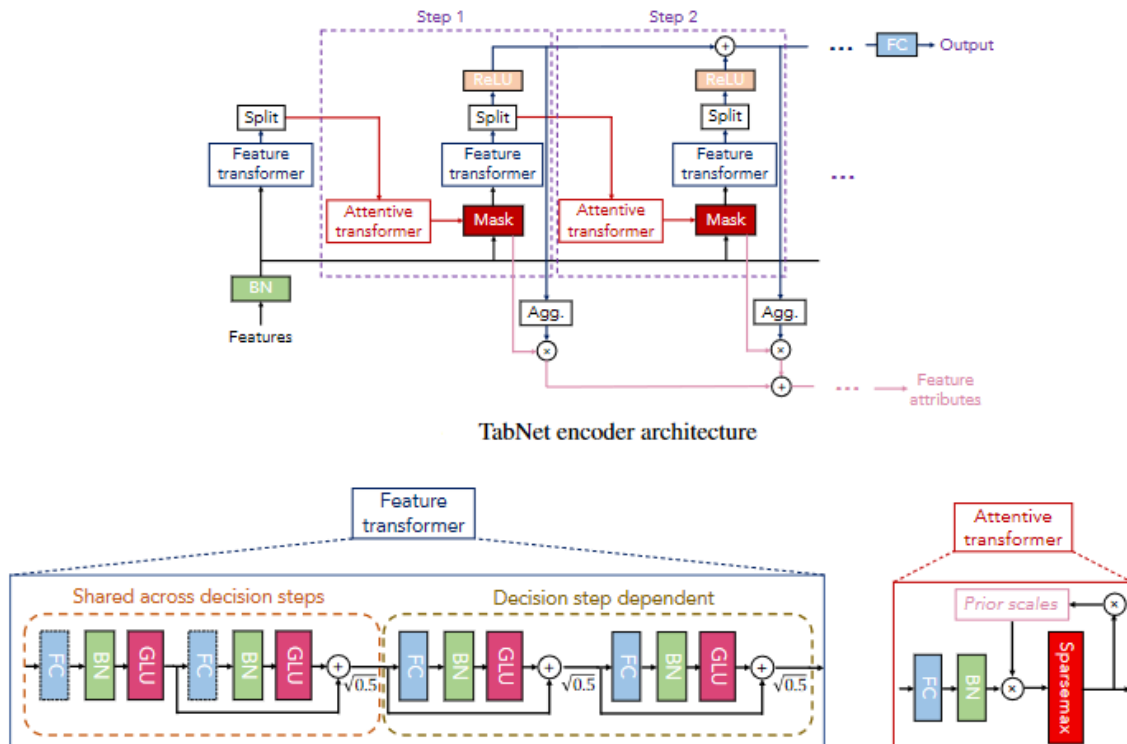 Step 1
Step 2
FC
Output
ReLU
ReLU
Split
Split
Split
Feature
transformer
Feature
transformer
Feature
transformer
Attentive
transformer
Mask
Attentive
transformer
Mask
BN
Features
Agg.
Agg.
×
×
+
+
Feature
attributes
TabNet encoder architecture
Feature
transformer
Attentive
transformer
Shared across decision steps
Decision step dependent
Prior scales
×
FC
BN
GLU
FC
BN
GLU
+
√0.5
FC
BN
GLU
+
√0.5
FC
BN
GLU
+
√0.5
FC
BN
×
Sparsemax